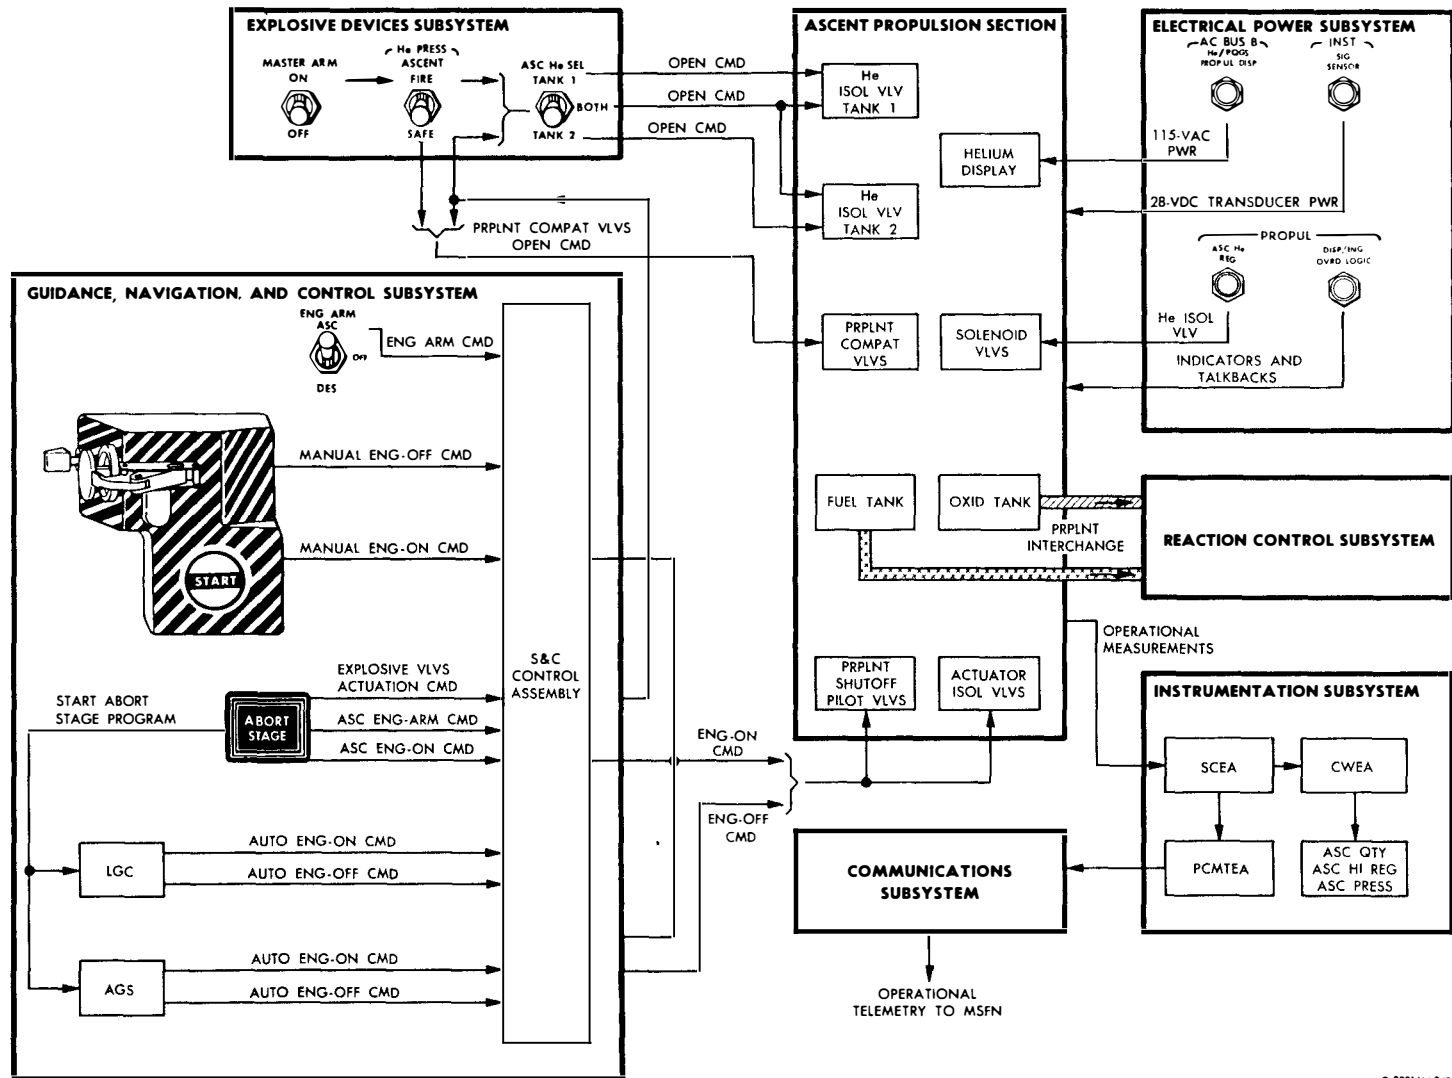 EXPLOSIVE DEVICES SUBSYSTEM
MASTER ARM
ON
OFF
He PRESS
ASCENT
FIRE
SAFE
ASC He SEL
TANK 1
BOTH
TANK 2
OPEN CMD
OPEN CMD
OPEN CMD
PRPLNT COMPAT VLVS
OPEN CMD
ASCENT PROPULSION SECTION
He
ISOL VLV
TANK 1
HELIUM
DISPLAY
He
ISOL VLV
TANK 2
PRPLNT
COMPAT
VLVS
SOLENOID
VLVS
FUEL TANK
OXID TANK
PRPLNT
INTERCHANGE
PRPLNT
SHUTOFF
PILOT VLVS
ACTUATOR
ISOL VLVS
ELECTRICAL POWER SUBSYSTEM
AC BUS B
He/PQGS
PROPUL DISP
INST
SIG
SENSOR
115-VAC
PWR
28-VDC TRANSDUCER PWR
PROPUL
ASC He
REG
DISP/ENG
OVRD LOGIC
He ISOL
VLV
INDICATORS AND
TALKBACKS
REACTION CONTROL SUBSYSTEM
OPERATIONAL
MEASUREMENTS
INSTRUMENTATION SUBSYSTEM
SCEA
CWEA
PCMTEA
ASC QTY
ASC HI REG
ASC PRESS
COMMUNICATIONS
SUBSYSTEM
OPERATIONAL
TELEMETRY TO MSFN
GUIDANCE, NAVIGATION, AND CONTROL SUBSYSTEM
ENG ARM
ASC
OFF
DES
ENG ARM CMD
MANUAL ENG-OFF CMD
MANUAL ENG-ON CMD
START
EXPLOSIVE VLVS
ACTUATION CMD
START ABORT
STAGE PROGRAM
ABORT
STAGE
ASC ENG-ARM CMD
ASC ENG-ON CMD
S&C
CONTROL
ASSEMBLY
ENG-ON
CMD
ENG-OFF
CMD
LGC
AUTO ENG-ON CMD
AUTO ENG-OFF CMD
AGS
AUTO ENG-ON CMD
AUTO ENG-OFF CMD